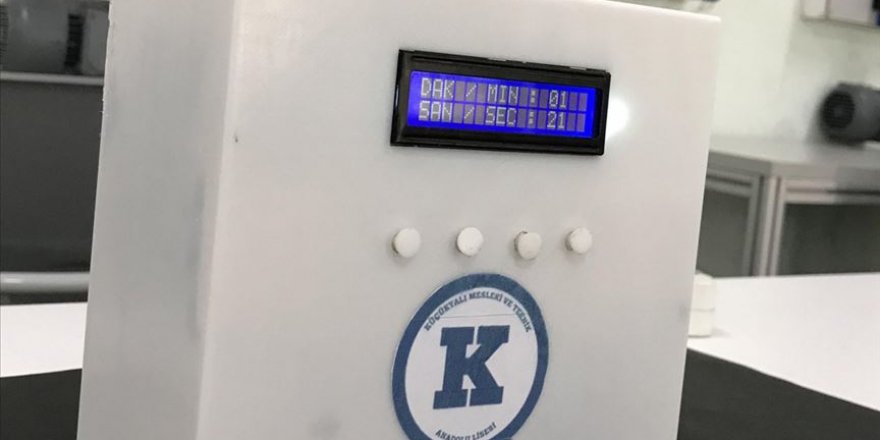 DAK / MIN : 01
SAN / SEC : 21
KÜÇÜKYALI MESLEKİ VE TEKNİK
K
ANADOLU LİSESİ